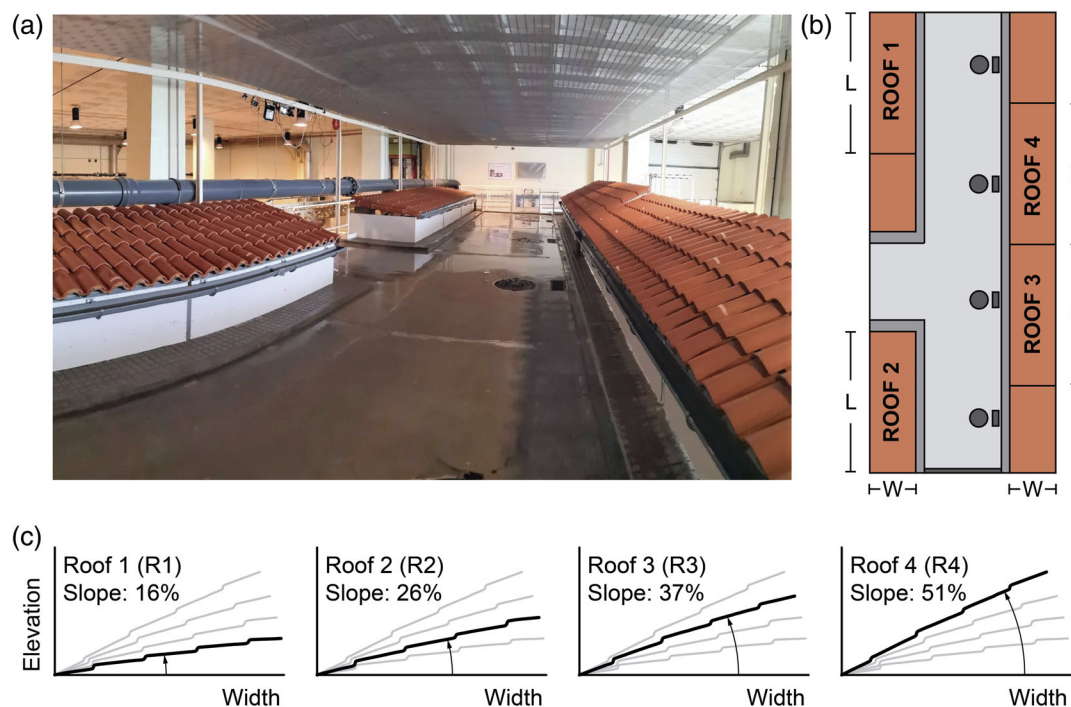 (a)
(b)
ROOF 1
L
ROOF 4
ROOF 3
ROOF 2
L
W
W
(c)
Elevation
Roof 1 (R1)
Slope: 16%
Width
Roof 2 (R2)
Slope: 26%
Width
Roof 3 (R3)
Slope: 37%
Width
Roof 4 (R4)
Slope: 51%
Width